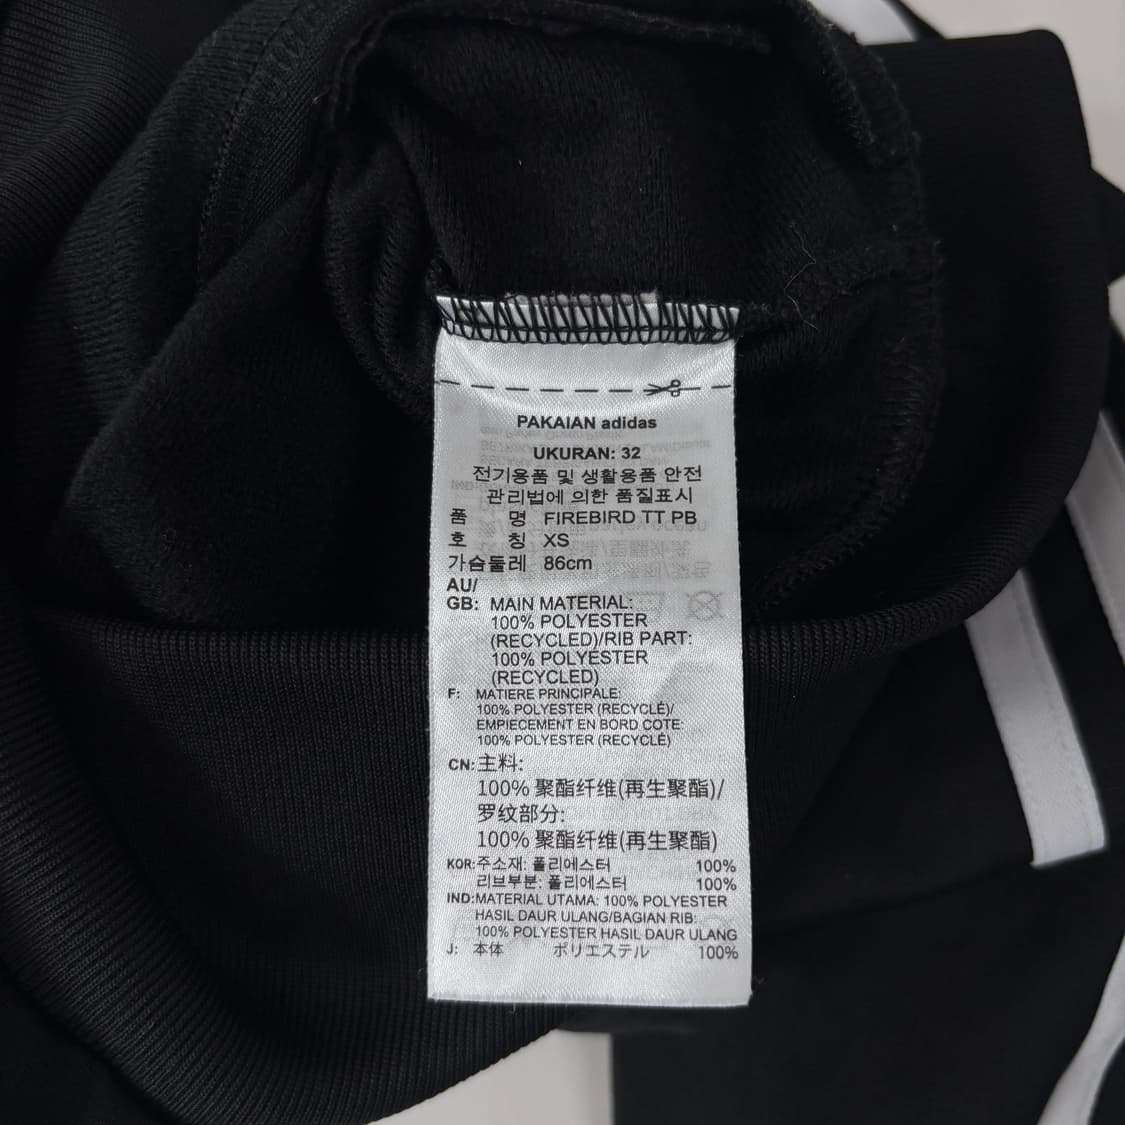 PAKAIAN adidas
UKURAN: 32
전기용품 및 생활용품 안전
관리법에 의한 품질표시
품 명 FIREBIRD TT PB
호 칭 XS
가슴둘레 86cm
AU/
GB: MAIN MATERIAL:
100% POLYESTER
(RECYCLED)/RIB PART:
100% POLYESTER
(RECYCLED)
F: MATIERE PRINCIPALE:
100% POLYESTER (RECYCLÉ)/
EMPIECEMENT EN BORD COTE:
100% POLYESTER (RECYCLÉ)
CN: 主料:
100% 聚酯纤维(再生聚酯)/
罗纹部分:
100% 聚酯纤维(再生聚酯)
KOR: 주소재: 폴리에스터 100%
리브부분: 폴리에스터 100%
IND: MATERIAL UTAMA: 100% POLYESTER
HASIL DAUR ULANG/BAGIAN RIB:
100% POLYESTER HASIL DAUR ULANG
J: 本体 ポリエステル 100%